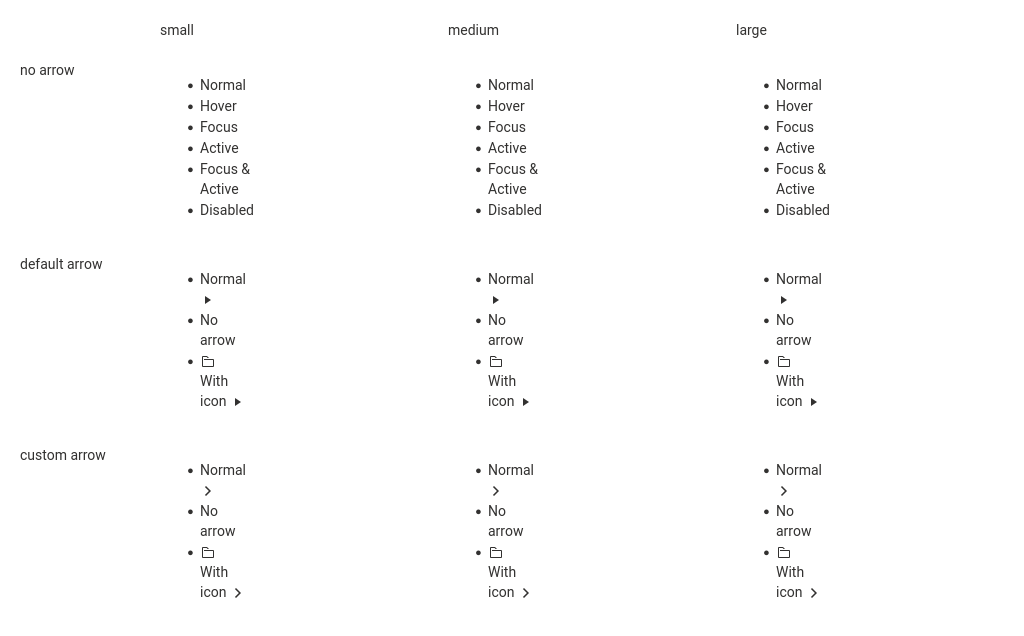 small medium large
no arrow
• Normal • Normal • Normal
• Hover • Hover • Hover
• Focus • Focus • Focus
• Active • Active • Active
• Focus & • Focus & • Focus &
Active Active Active
• Disabled • Disabled • Disabled
default arrow
• Normal • Normal • Normal
• No • No • No
arrow arrow arrow
With With With
icon icon icon
custom arrow
• Normal • Normal • Normal
• No • No • No
arrow arrow arrow
With With With
icon icon icon